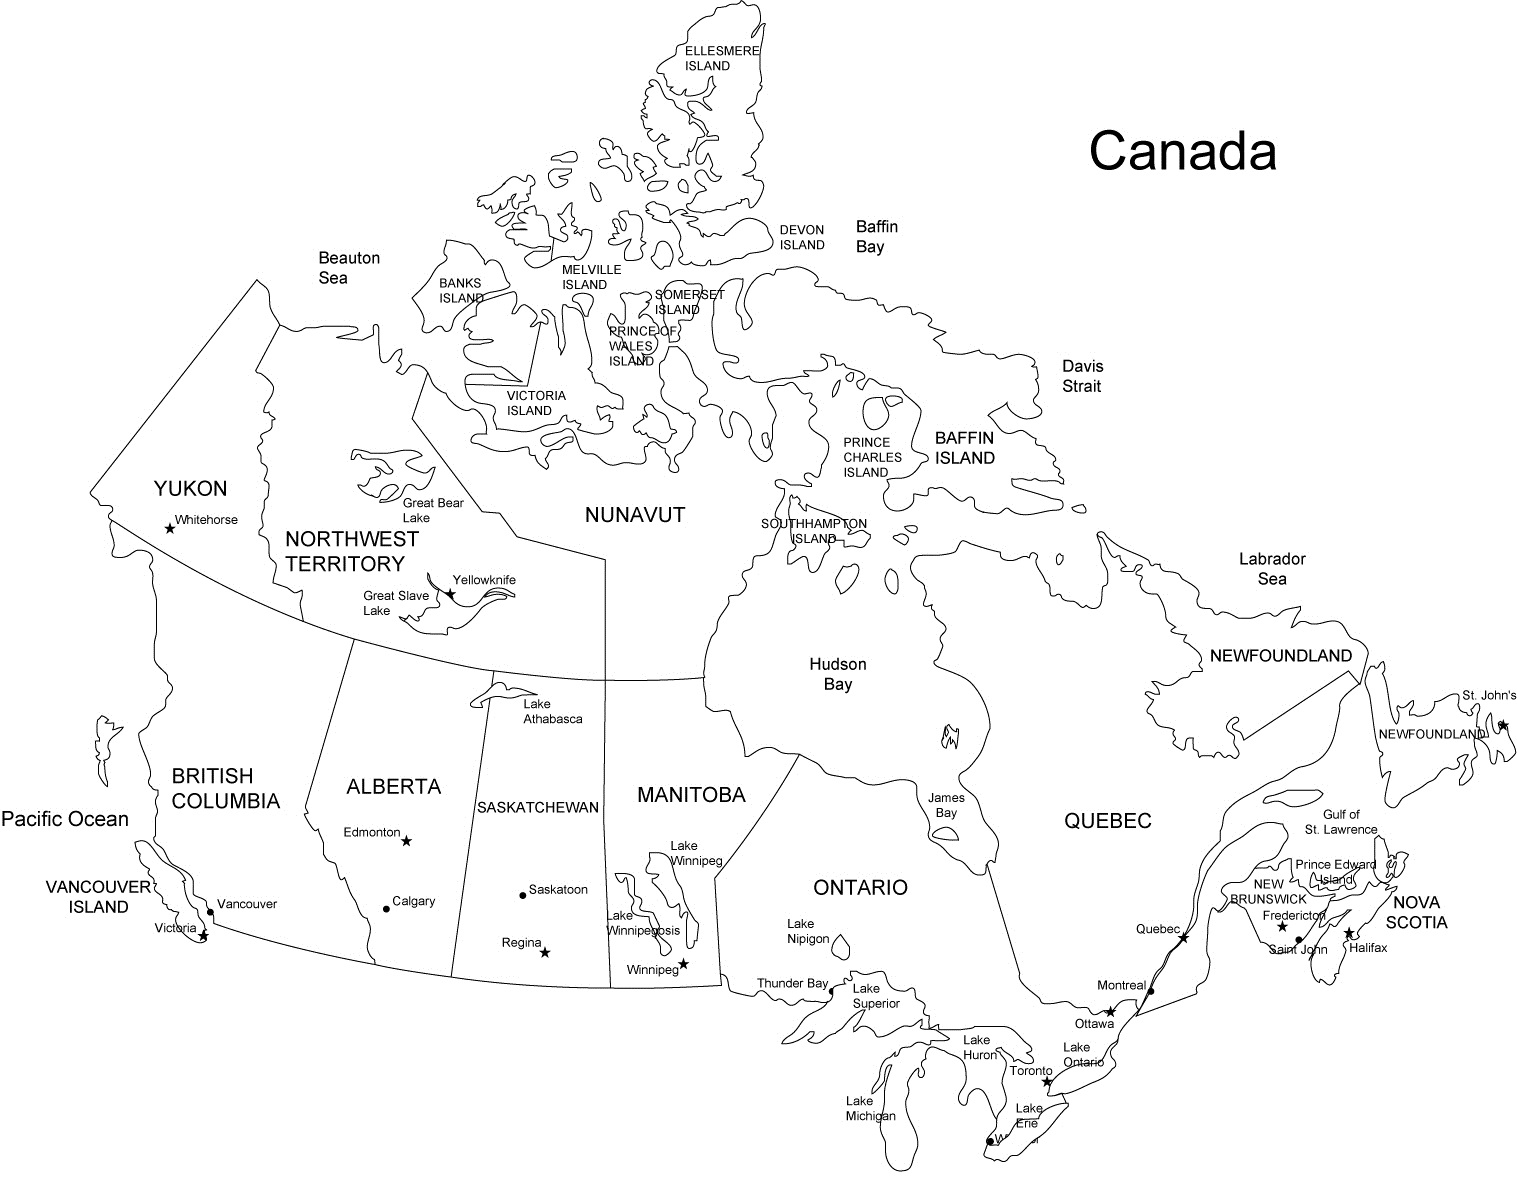 ELLESMERE
ISLAND
Canada
DEVON
ISLAND
Baffin
Bay
Beauton
Sea
BANKS
ISLAND
MELVILLE
ISLAND
SOMERSET
ISLAND
PRINCE OF
WALES
ISLAND
VICTORIA
ISLAND
Davis
Strait
PRINCE
CHARLES
ISLAND
BAFFIN
ISLAND
YUKON
Whitehorse
Great Bear
Lake
NORTHWEST
TERRITORY
NUNAVUT
SOUTHHAMPTON
ISLAND
Yellowknife
Great Slave
Lake
Labrador
Sea
Hudson
Bay
NEWFOUNDLAND
St. John's
NEWFOUNDLAND
Lake
Athabasca
BRITISH
COLUMBIA
ALBERTA
SASKATCHEWAN
MANITOBA
Pacific Ocean
Edmonton
James
Bay
QUEBEC
Gulf of
St. Lawrence
Lake
Winnipeg
Prince Edward
Island
VANCOUVER
ISLAND
Vancouver
Victoria
Calgary
Saskatoon
ONTARIO
NEW
BRUNSWICK
Fredericton
NOVA
SCOTIA
Lake
Winnipegosis
Regina
Winnipeg
Lake
Nipigon
Quebec
Saint John
Halifax
Thunder Bay
Lake
Superior
Montreal
Ottawa
Lake
Huron
Lake
Ontario
Toronto
Lake
Michigan
Lake
Erie